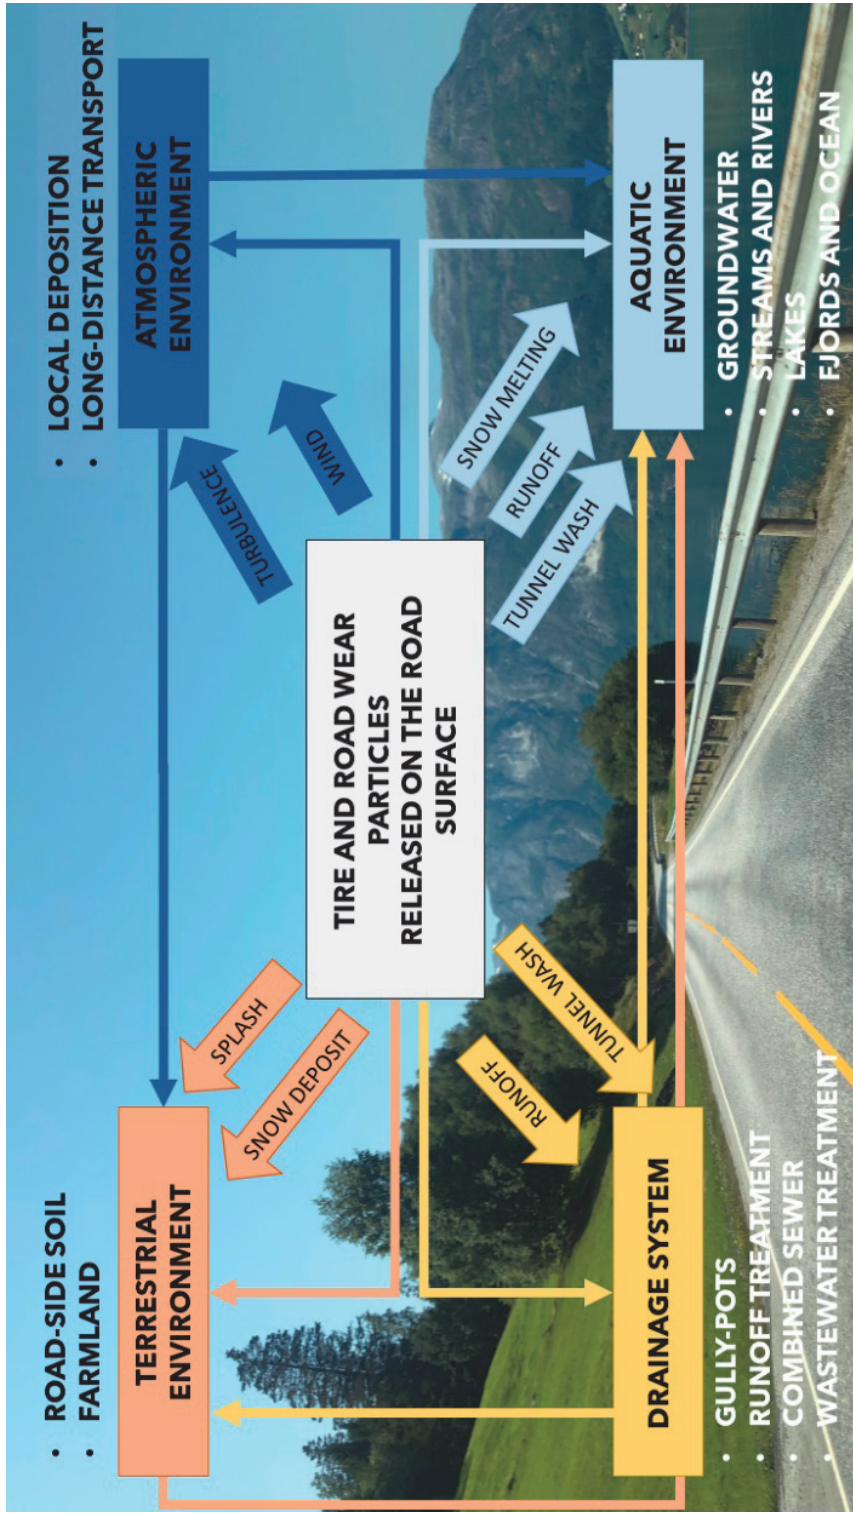 • ROAD-SIDE SOIL
• FARMLAND
TERRESTRIAL
ENVIRONMENT
• LOCAL DEPOSITION
• LONG-DISTANCE TRANSPORT
ATMOSPHERIC
ENVIRONMENT
SPLASH
SNOW DEPOSIT
TURBULENCE
WIND
TIRE AND ROAD WEAR
PARTICLES
RELEASED ON THE ROAD
SURFACE
RUNOFF
TUNNEL WASH
SNOW MELTING
RUNOFF
TUNNEL WASH
DRAINAGE SYSTEM
• GULLY-POTS
• RUNOFF TREATMENT
• COMBINED SEWER
• WASTEWATER TREATMENT
AQUATIC
ENVIRONMENT
• GROUNDWATER
• STREAMS AND RIVERS
• LAKES
• FJORDS AND OCEAN